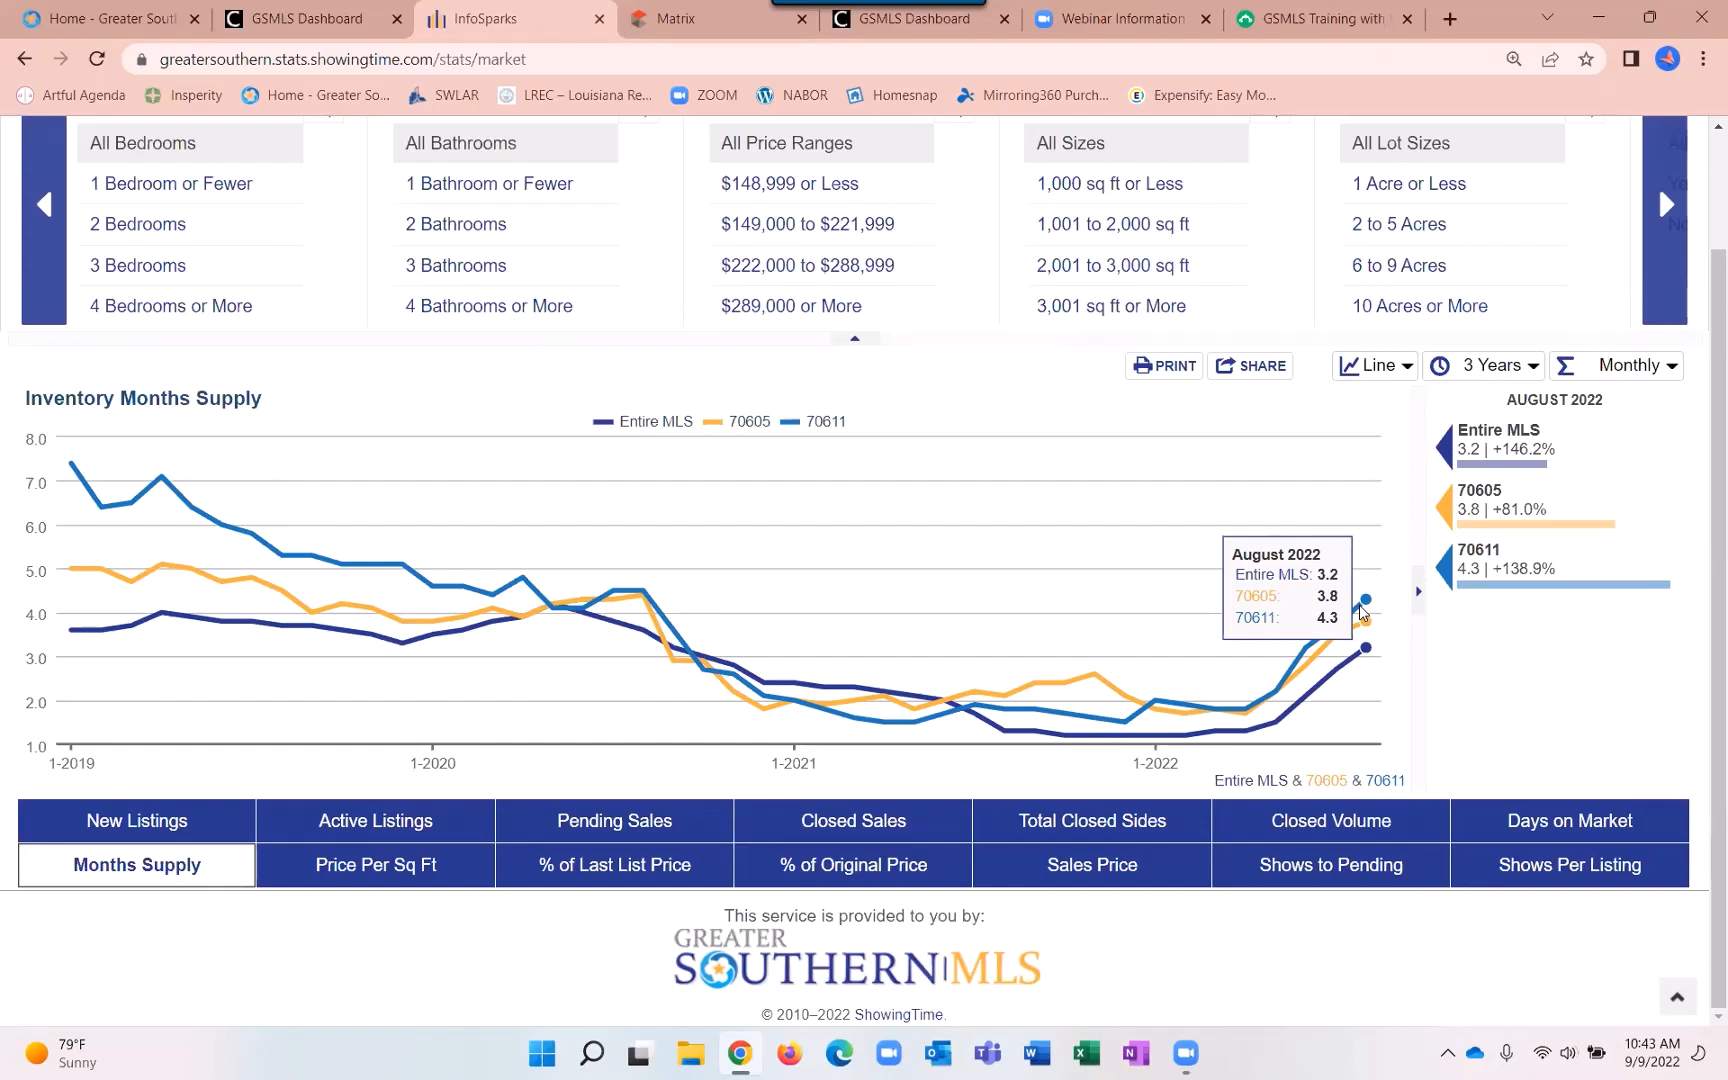 Home - Greater Sout
GSMLS Dashboard
InfoSparks
Matrix
GSMLS Dashboard
Webinar Information
GSMLS Training with
greatersouthern.stats.showingtime.com/stats/market
Artful Agenda
Insperity
Home - Greater So...
SWLAR
LREC – Louisiana Re...
ZOOM
NABOR
Homesnap
Mirroring360 Purch...
Expensify: Easy Mo...
All Bedrooms
1 Bedroom or Fewer
2 Bedrooms
3 Bedrooms
4 Bedrooms or More
All Bathrooms
1 Bathroom or Fewer
2 Bathrooms
3 Bathrooms
4 Bathrooms or More
All Price Ranges
$148,999 or Less
$149,000 to $221,999
$222,000 to $288,999
$289,000 or More
All Sizes
1,000 sq ft or Less
1,001 to 2,000 sq ft
2,001 to 3,000 sq ft
3,001 sq ft or More
All Lot Sizes
1 Acre or Less
2 to 5 Acres
6 to 9 Acres
10 Acres or More
PRINT
SHARE
Line
3 Years
Monthly
Inventory Months Supply
Entire MLS 70605 70611
8.0
7.0
6.0
5.0
4.0
3.0
2.0
1.0
1-2019
1-2020
1-2021
1-2022
August 2022
Entire MLS: 3.2
70605: 3.8
70611: 4.3
Entire MLS & 70605 & 70611
AUGUST 2022
Entire MLS
3.2 | +146.2%
70605
3.8 | +81.0%
70611
4.3 | +138.9%
New Listings
Active Listings
Pending Sales
Closed Sales
Total Closed Sides
Closed Volume
Days on Market
Months Supply
Price Per Sq Ft
% of Last List Price
% of Original Price
Sales Price
Shows to Pending
Shows Per Listing
This service is provided to you by:
GREATER
SOUTHERN MLS
© 2010–2022 ShowingTime.
79°F
Sunny
10:43 AM
9/9/2022